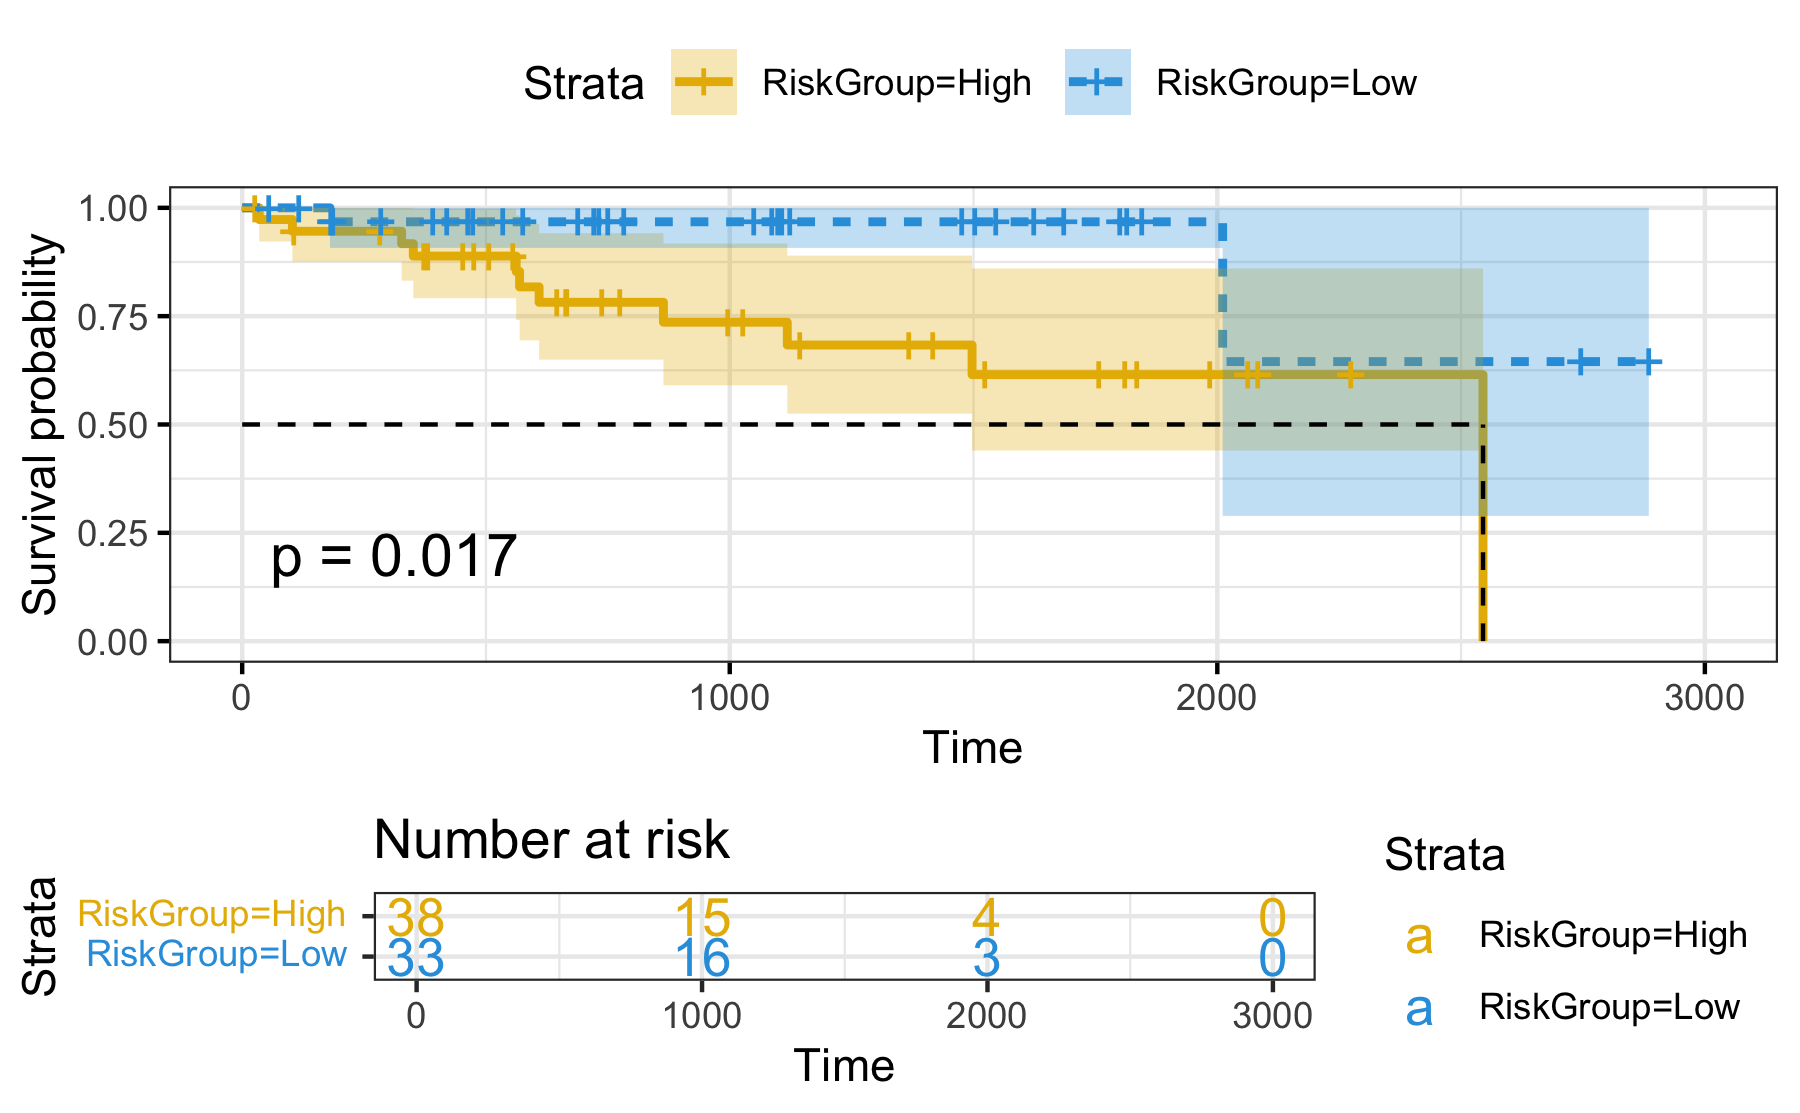 Strata RiskGroup=High RiskGroup=Low
Survival probability
1.00
0.75
0.50
0.25
0.00
p = 0.017
0 1000 2000 3000
Time
Number at risk
Strata
RiskGroup=High 38 15 4 0
RiskGroup=Low 33 16 3 0
0 1000 2000 3000
Time
Strata
a RiskGroup=High
a RiskGroup=Low